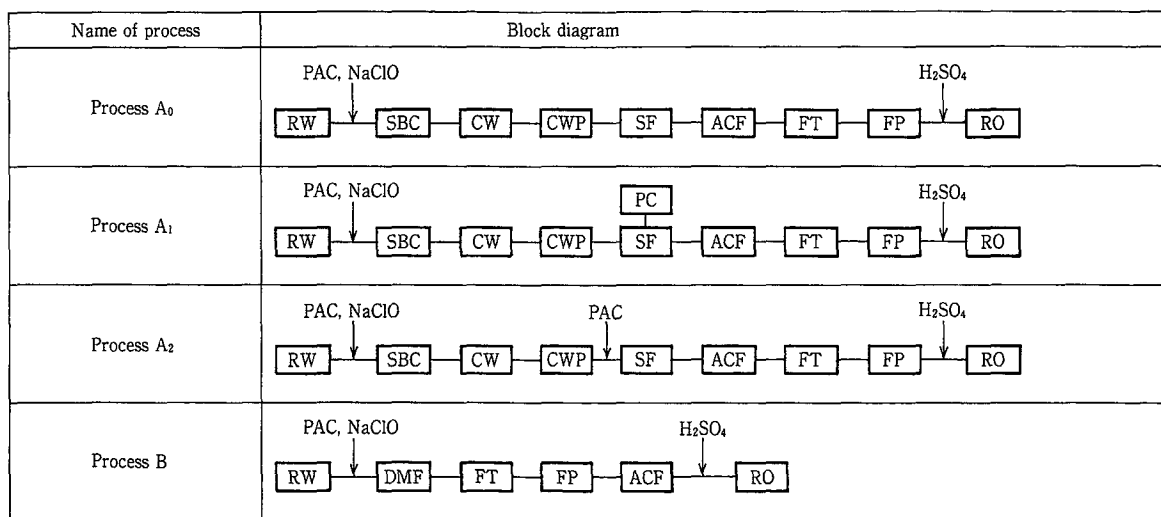 Name of process Block diagram
PAC, NaClO H₂SO₄
Process A₀
RW SBC CW CWP SF ACF FT FP RO
PAC, NaClO PC H₂SO₄
Process A₁
RW SBC CW CWP SF ACF FT FP RO
PAC, NaClO PAC H₂SO₄
Process A₂
RW SBC CW CWP SF ACF FT FP RO
PAC, NaClO H₂SO₄
Process B
RW DMF FT FP ACF RO